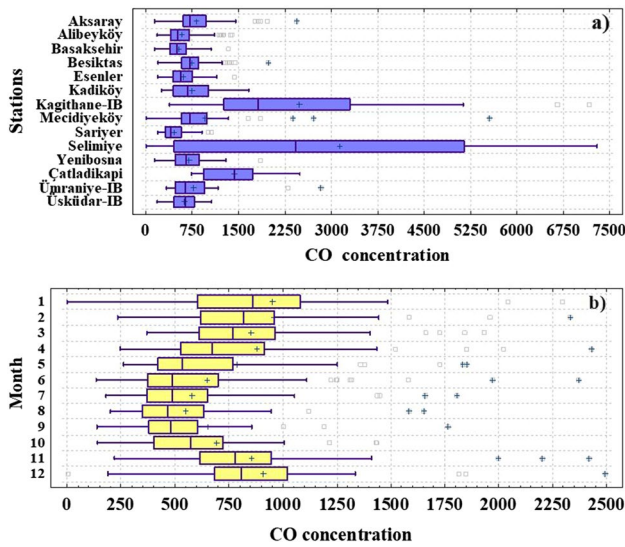 a)
Stations
Aksaray
Alibeyköy
Basaksehir
Besiktas
Esenler
Kadiköy
Kagithane-IB
Mecidiyeköy
Sariyer
Selimiye
Yenibosna
Çatladikapi
Ümraniye-IB
Üsküdar-IB
0 750 1500 2250 3000 3750 4500 5250 6000 6750 7500
CO concentration
b)
Month
1
2
3
4
5
6
7
8
9
10
11
12
0 250 500 750 1000 1250 1500 1750 2000 2250 2500
CO concentration